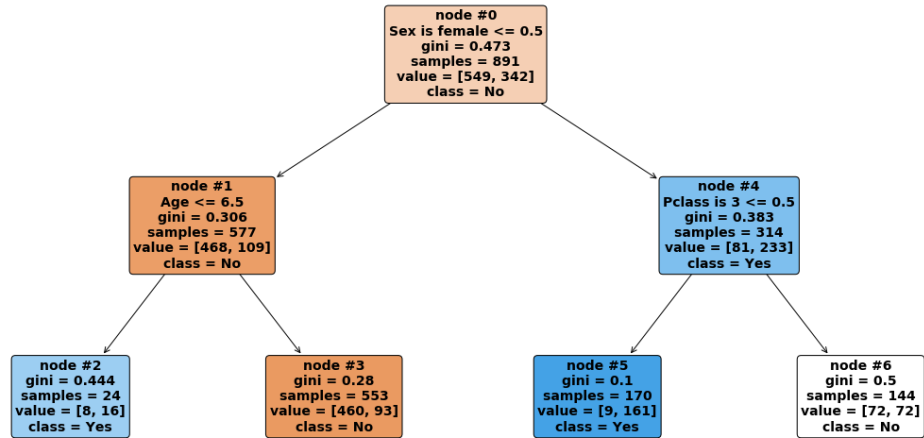 node #0
Sex is female <= 0.5
gini = 0.473
samples = 891
value = [549, 342]
class = No
node #1
Age <= 6.5
gini = 0.306
samples = 577
value = [468, 109]
class = No
node #4
Pclass is 3 <= 0.5
gini = 0.383
samples = 314
value = [81, 233]
class = Yes
node #2
gini = 0.444
samples = 24
value = [8, 16]
class = Yes
node #3
gini = 0.28
samples = 553
value = [460, 93]
class = No
node #5
gini = 0.1
samples = 170
value = [9, 161]
class = Yes
node #6
gini = 0.5
samples = 144
value = [72, 72]
class = No